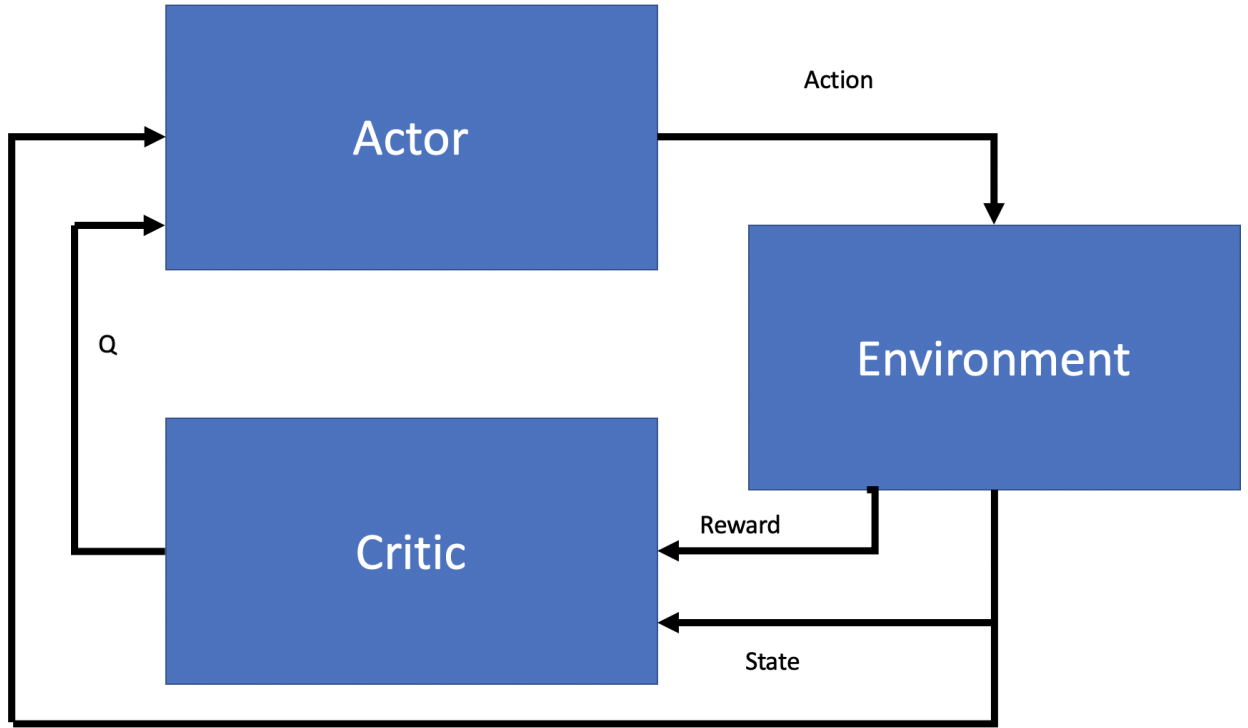 Action
Actor
Q
Environment
Reward
Critic
State